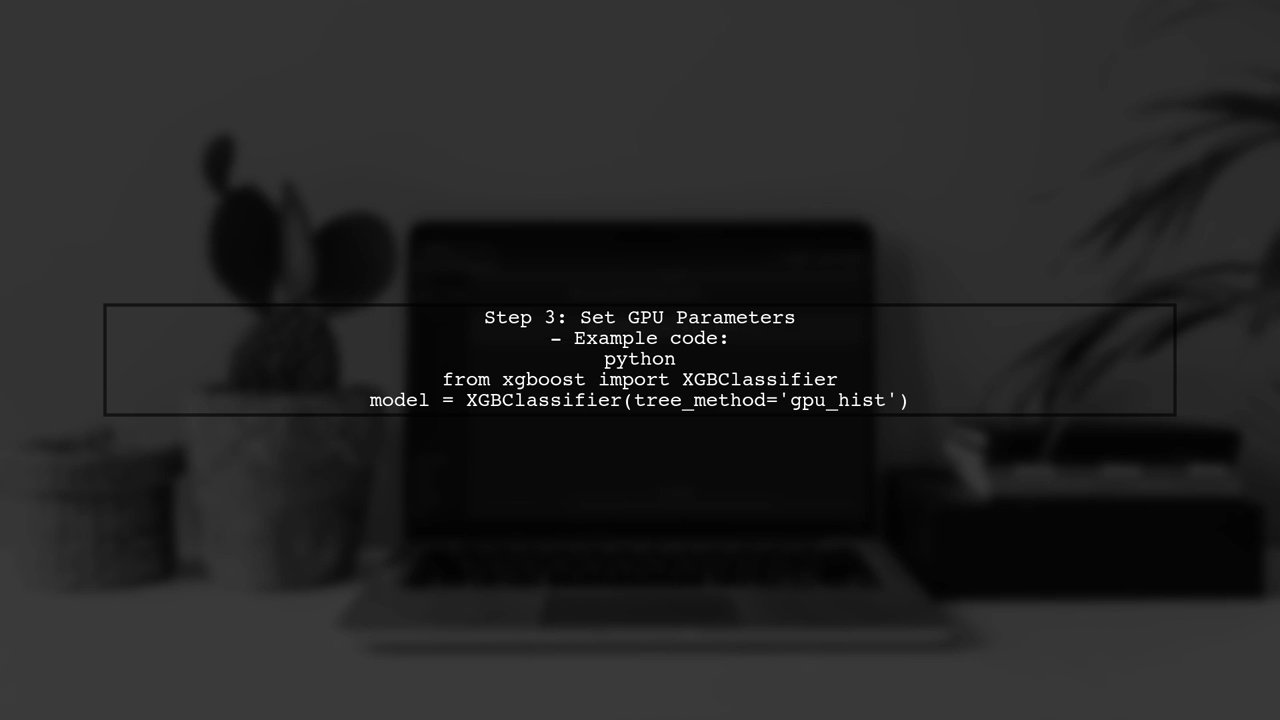 Step 3: Set GPU Parameters
- Example code:
python
from xgboost import XGBClassifier
model = XGBClassifier(tree_method='gpu_hist')